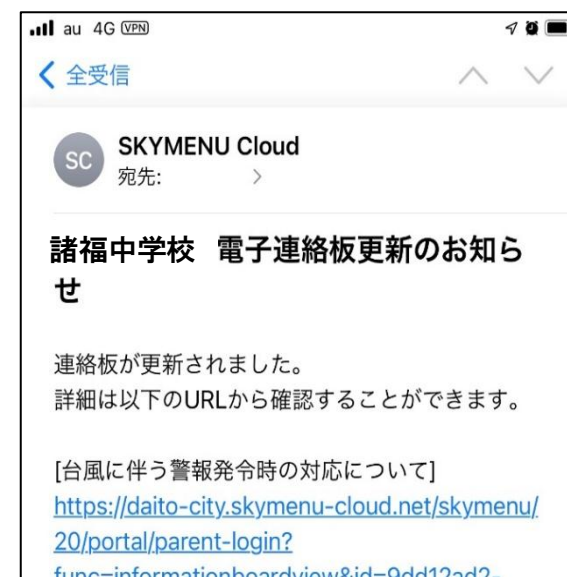 au 4G VPN
全受信
SC
SKYMENU Cloud
宛先:
諸福中学校 電子連絡板更新のお知ら
せ
連絡板が更新されました。
詳細は以下のURLから確認することができます。
[台風に伴う警報発令時の対応について]
https://daito-city.skymenu-cloud.net/skymenu/
20/portal/parent-login?
func=informationboardview&id=9dd12ad2-